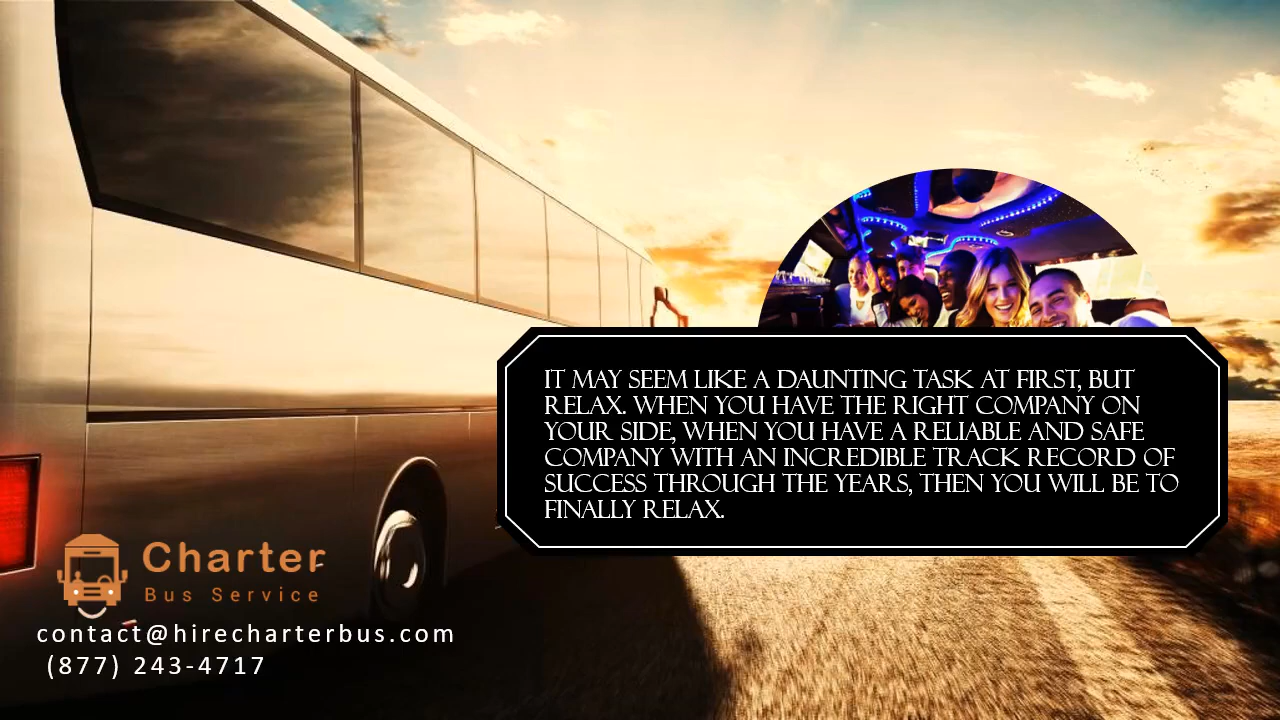 IT MAY SEEM LIKE A DAUNTING TASK AT FIRST, BUT
RELAX. WHEN YOU HAVE THE RIGHT COMPANY ON
YOUR SIDE, WHEN YOU HAVE A RELIABLE AND SAFE
COMPANY WITH AN INCREDIBLE TRACK RECORD OF
SUCCESS THROUGH THE YEARS, THEN YOU WILL BE TO
FINALLY RELAX.
Charter
Bus Service
contact@hirecharterbus.com
(877) 243-4717